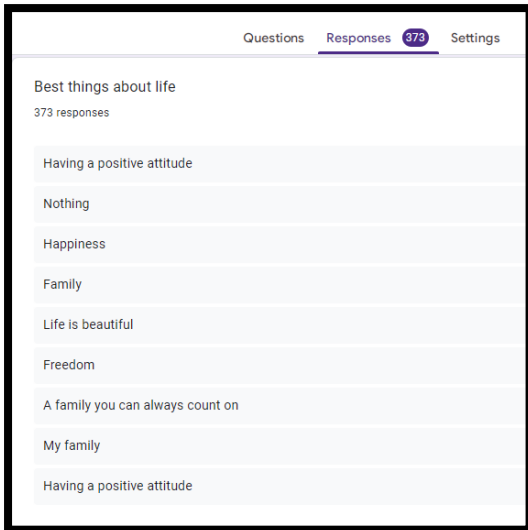 Questions Responses 373 Settings
Best things about life
373 responses
Having a positive attitude
Nothing
Happiness
Family
Life is beautiful
Freedom
A family you can always count on
My family
Having a positive attitude